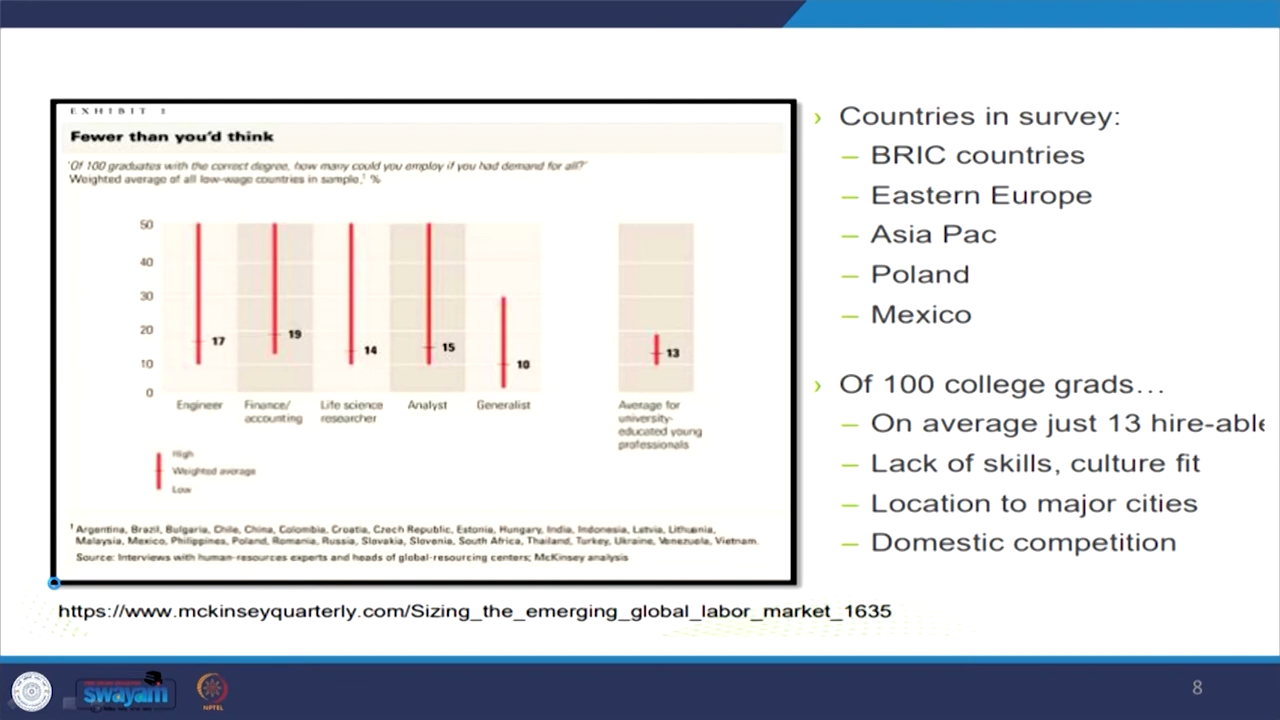 EXHIBIT 1
Fewer than you'd think
'Of 100 graduates with the correct degree, how many could you employ if you had demand for all?'
Weighted average of all low-wage countries in sample,¹ %
50
40
30
20
10
0
17
19
14
15
10
13
Engineer
Finance/
accounting
Life science
researcher
Analyst
Generalist
Average for
university-
educated young
professionals
High
Weighted average
Low
¹ Argentina, Brazil, Bulgaria, Chile, China, Colombia, Croatia, Czech Republic, Estonia, Hungary, India, Indonesia, Latvia, Lithuania,
Malaysia, Mexico, Philippines, Poland, Romania, Russia, Slovakia, Slovenia, South Africa, Thailand, Turkey, Ukraine, Venezuela, Vietnam.
Source: Interviews with human-resources experts and heads of global-resourcing centers; McKinsey analysis
https://www.mckinseyquarterly.com/Sizing_the_emerging_global_labor_market_1635
› Countries in survey:
– BRIC countries
– Eastern Europe
– Asia Pac
– Poland
– Mexico
› Of 100 college grads…
– On average just 13 hire-able
– Lack of skills, culture fit
– Location to major cities
– Domestic competition
swayam
NPTEL
8